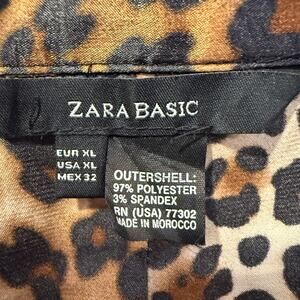 ZARA BASIC
EUR XL
USA XL
MEX 32
OUTERSHELL:
97% POLYESTER
3% SPANDEX
RN (USA) 77302
MADE IN MOROCCO